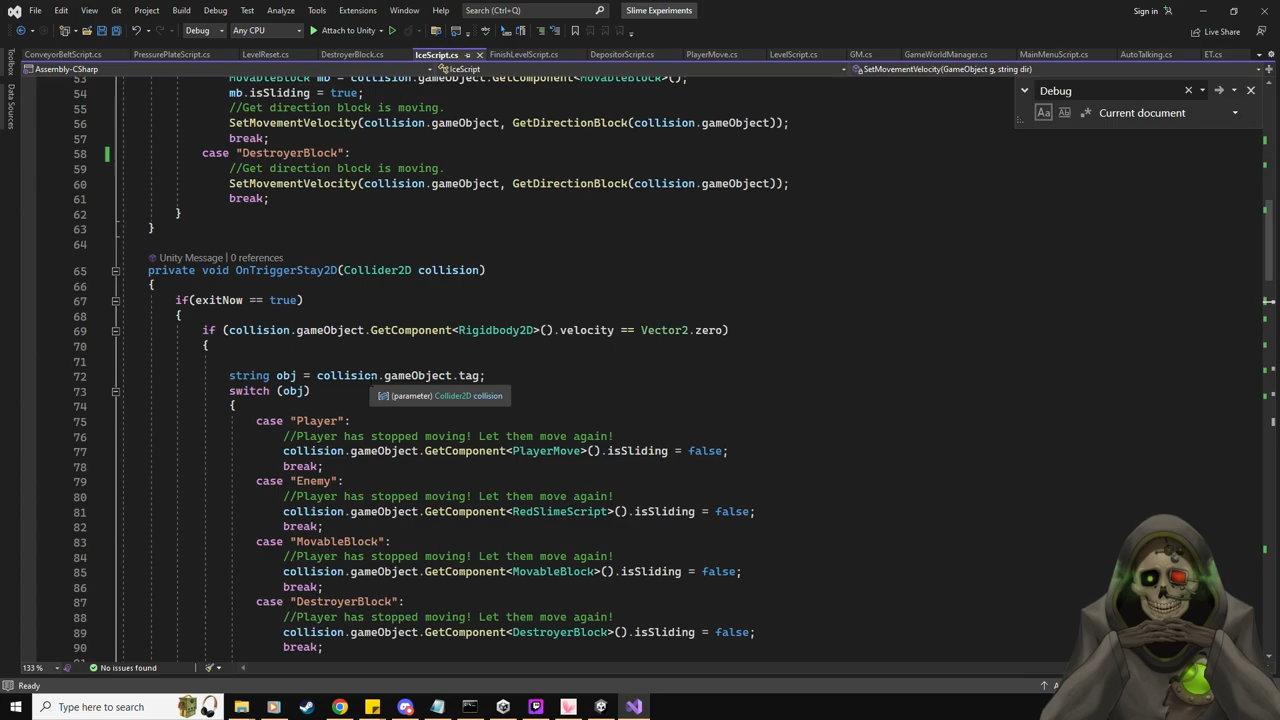 File Edit View Git Project Build Debug Test Analyze Tools Extensions Window Help Search (Ctrl+Q) Slime Experiments Sign in
Debug Any CPU Attach to Unity Live Share
ConveyorBeltScript.cs PressurePlateScript.cs LevelReset.cs DestroyerBlock.cs IceScript.cs FinishLevelScript.cs DepositorScript.cs PlayerMove.cs LevelScript.cs GM.cs GameWorldManager.cs MainMenuScript.cs AutoTalking.cs ET.cs
Assembly-CSharp IceScript SetMovementVelocity(GameObject g, string dir)
Toolbox
Data Sources
Debug
Aa Current document
53 MovableBlock mb = collision.gameObject.GetComponent<MovableBlock>();
54 mb.isSliding = true;
55 //Get direction block is moving.
56 SetMovementVelocity(collision.gameObject, GetDirectionBlock(collision.gameObject));
57 break;
58 case "DestroyerBlock":
59 //Get direction block is moving.
60 SetMovementVelocity(collision.gameObject, GetDirectionBlock(collision.gameObject));
61 break;
62 }
63 }
64
Unity Message | 0 references
65 private void OnTriggerStay2D(Collider2D collision)
66 {
67 if(exitNow == true)
68 {
69 if (collision.gameObject.GetComponent<Rigidbody2D>().velocity == Vector2.zero)
70 {
71
72 string obj = collision.gameObject.tag;
73 switch (obj)
(parameter) Collider2D collision
74 {
75 case "Player":
76 //Player has stopped moving! Let them move again!
77 collision.gameObject.GetComponent<PlayerMove>().isSliding = false;
78 break;
79 case "Enemy":
80 //Player has stopped moving! Let them move again!
81 collision.gameObject.GetComponent<RedSlimeScript>().isSliding = false;
82 break;
83 case "MovableBlock":
84 //Player has stopped moving! Let them move again!
85 collision.gameObject.GetComponent<MovableBlock>().isSliding = false;
86 break;
87 case "DestroyerBlock":
88 //Player has stopped moving! Let them move again!
89 collision.gameObject.GetComponent<DestroyerBlock>().isSliding = false;
90 break;
133 % No issues found
Ready
Type here to search